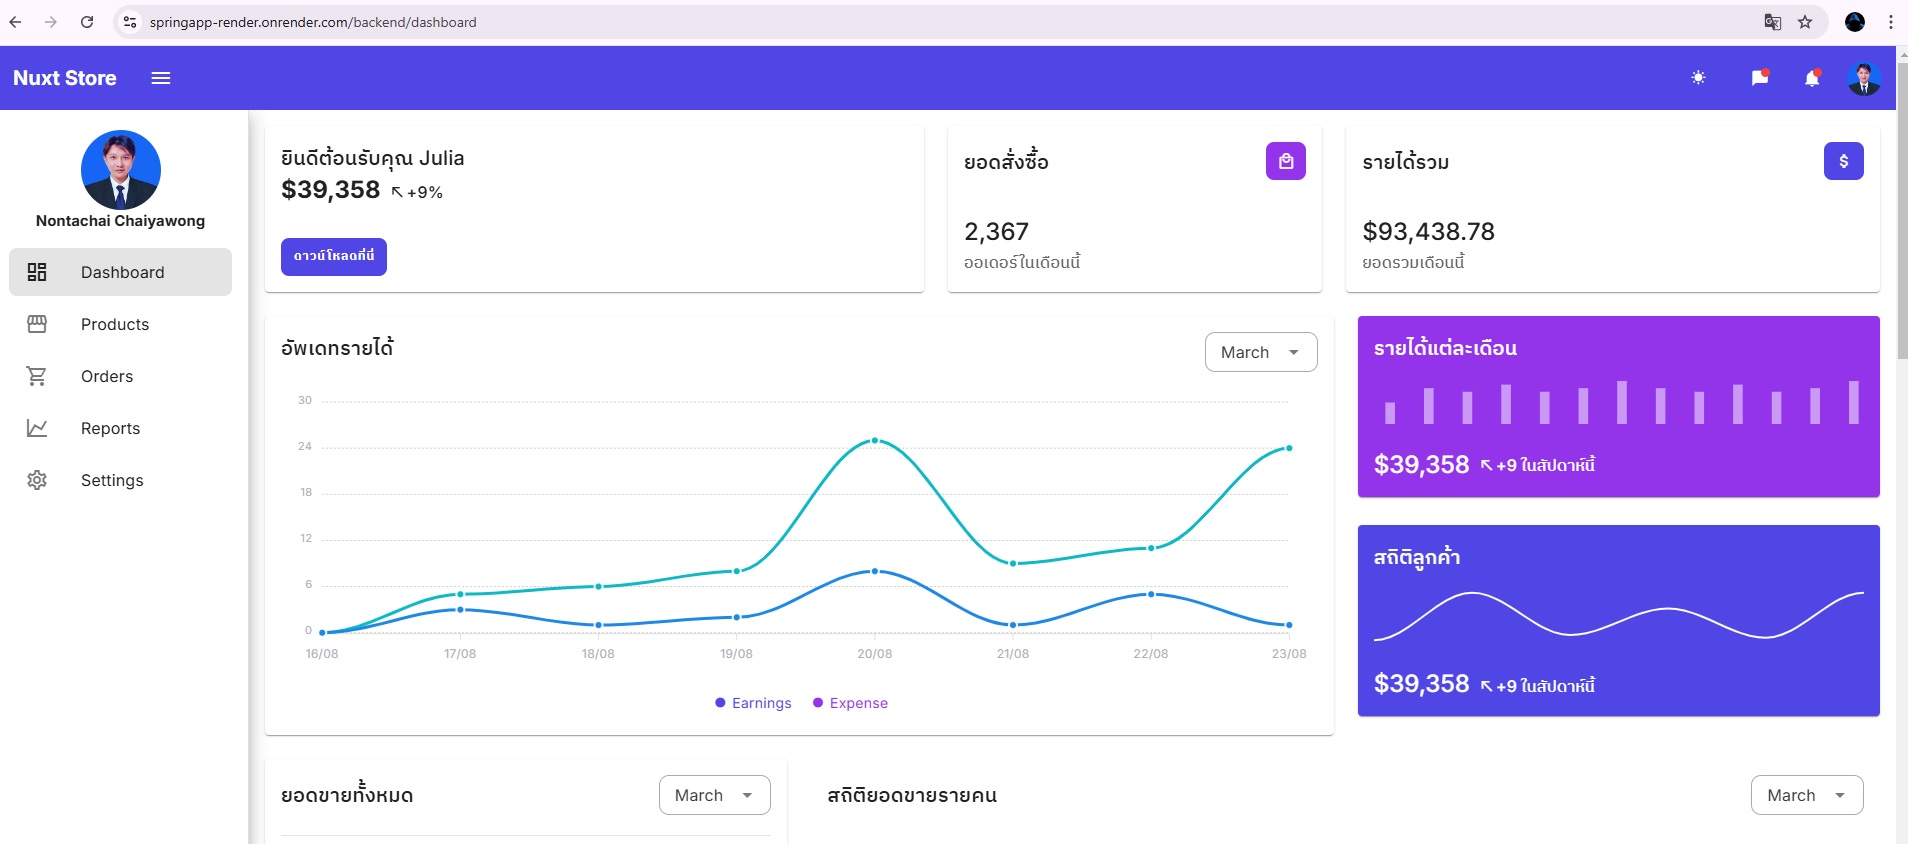 springapp-render.onrender.com/backend/dashboard
Nuxt Store
Nontachai Chaiyawong
Dashboard
Products
Orders
Reports
Settings
ยินดีต้อนรับคุณ Julia
$39,358 +9%
ดาวน์โหลดที่นี่
ยอดสั่งซื้อ
2,367
ออเดอร์ในเดือนนี้
รายได้รวม
$93,438.78
ยอดรวมเดือนนี้
อัพเดทรายได้
March
30
24
18
12
6
0
16/08 17/08 18/08 19/08 20/08 21/08 22/08 23/08
Earnings Expense
รายได้แต่ละเดือน
$39,358 +9 ในสัปดาห์นี้
สถิติลูกค้า
$39,358 +9 ในสัปดาห์นี้
ยอดขายทั้งหมด
March
สถิติยอดขายรายคน
March